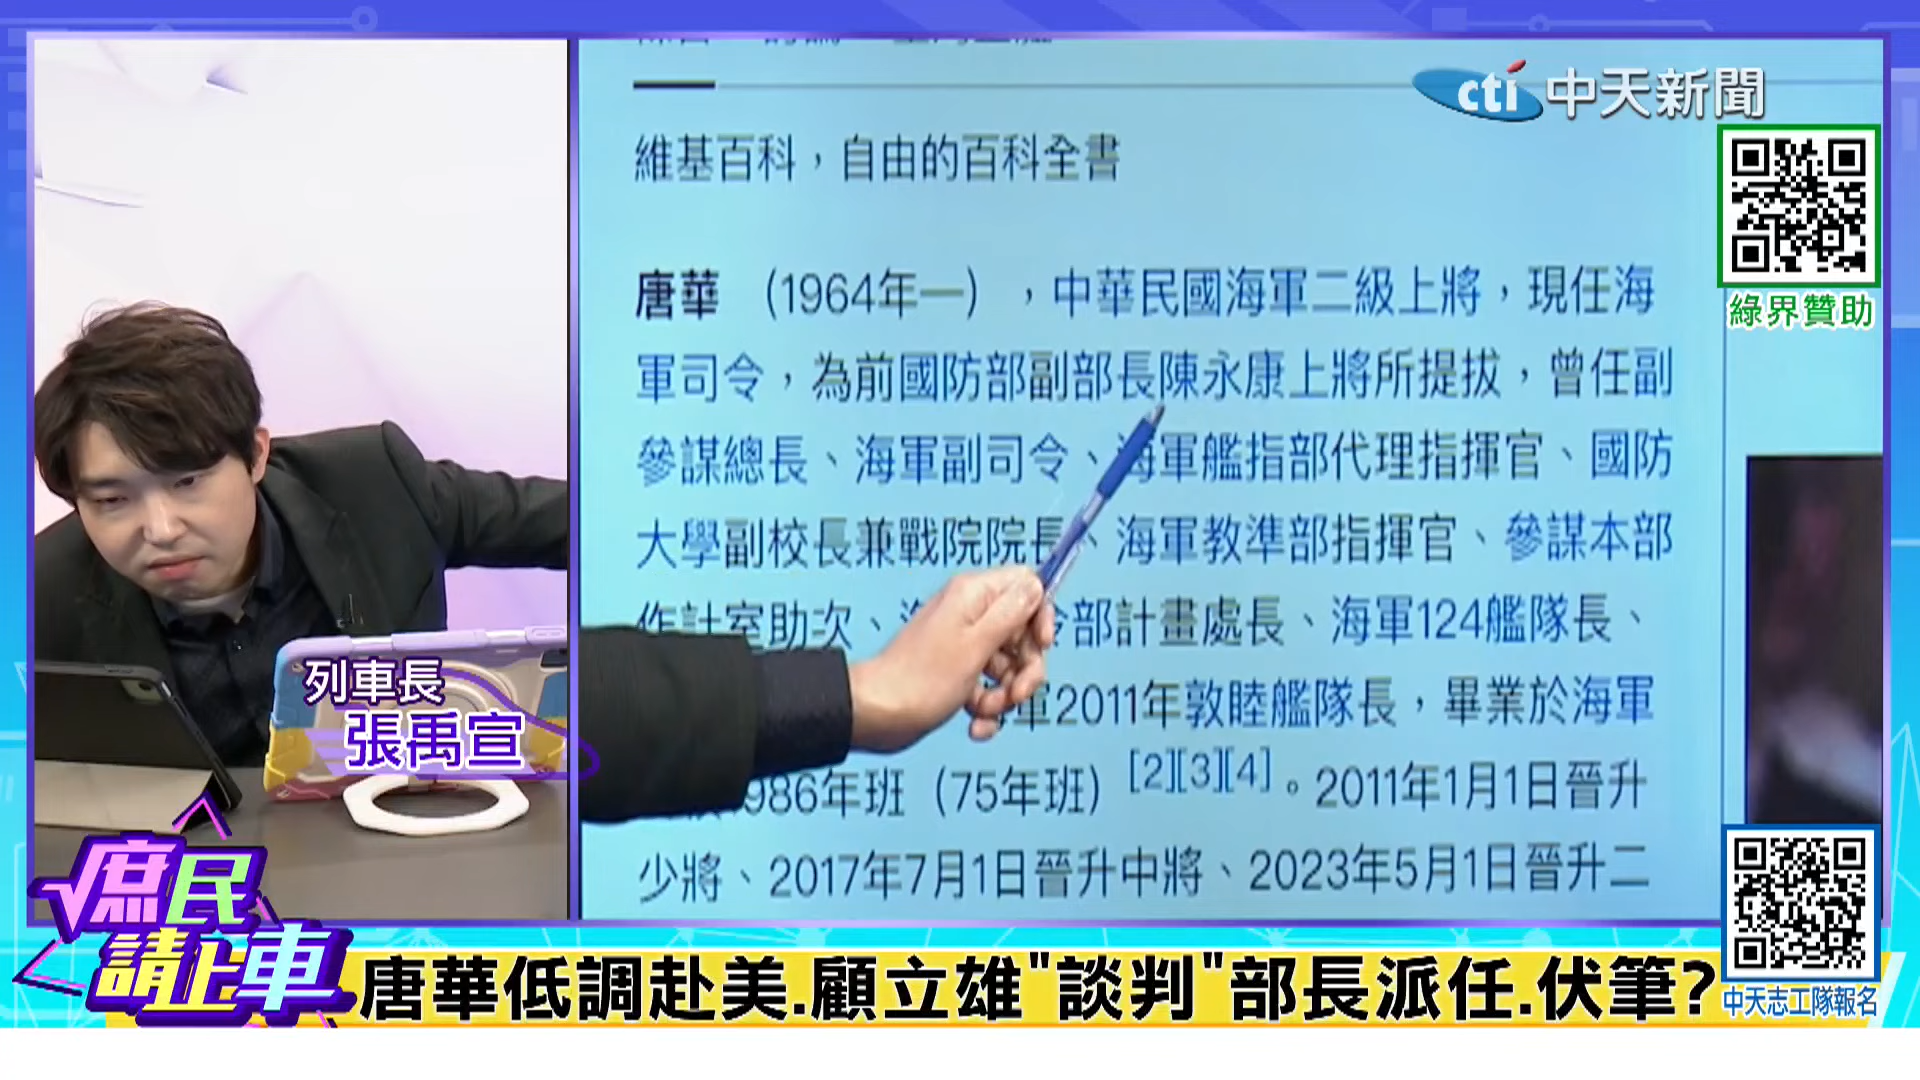 cti 中天新聞
維基百科，自由的百科全書
唐華 （1964年—），中華民國海軍二級上將，現任海
軍司令，為前國防部副部長陳永康上將所提拔，曾任副
參謀總長、海軍副司令、海軍艦指部代理指揮官、國防
大學副校長兼戰院院長、海軍教準部指揮官、參謀本部
作計室助次、海 令部計畫處長、海軍124艦隊長、
海軍2011年敦睦艦隊長，畢業於海軍
986年班（75年班）[2][3][4]。2011年1月1日晉升
少將、2017年7月1日晉升中將、2023年5月1日晉升二
綠界贊助
列車長
張禹宣
庶民
請上車
唐華低調赴美.顧立雄"談判"部長派任.伏筆?
中天志工隊報名